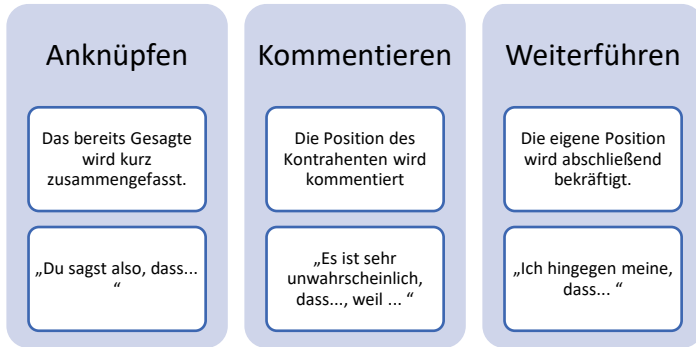 Anknüpfen
Das bereits Gesagte
wird kurz
zusammengefasst.
„Du sagst also, dass...
“
Kommentieren
Die Position des
Kontrahenten wird
kommentiert
„Es ist sehr
unwahrscheinlich,
dass..., weil ... “
Weiterführen
Die eigene Position
wird abschließend
bekräftigt.
„Ich hingegen meine,
dass... “